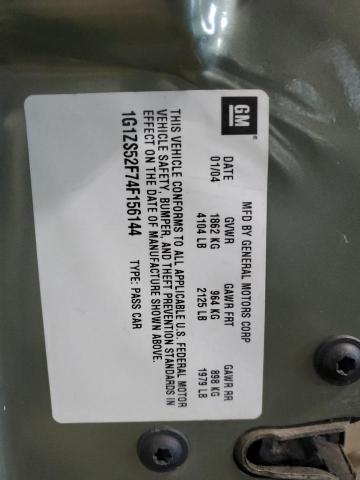 GM
MFD BY GENERAL MOTORS CORP
DATE GVWR GAWR FRT GAWR RR
01/04 1862 KG 964 KG 898 KG
4104 LB 2125 LB 1979 LB
THIS VEHICLE CONFORMS TO ALL APPLICABLE U.S. FEDERAL MOTOR
VEHICLE SAFETY, BUMPER, AND THEFT PREVENTION STANDARDS IN
EFFECT ON THE DATE OF MANUFACTURE SHOWN ABOVE.
1G1ZS52F74F156144 TYPE: PASS CAR